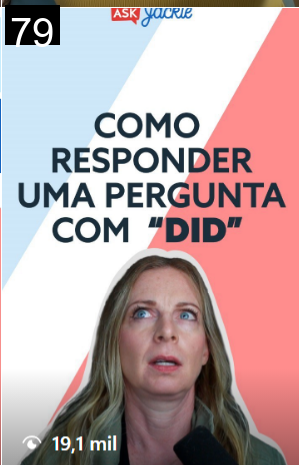 79
ASK Jackie
COMO
RESPONDER
UMA PERGUNTA
COM “DID”
19,1 mil